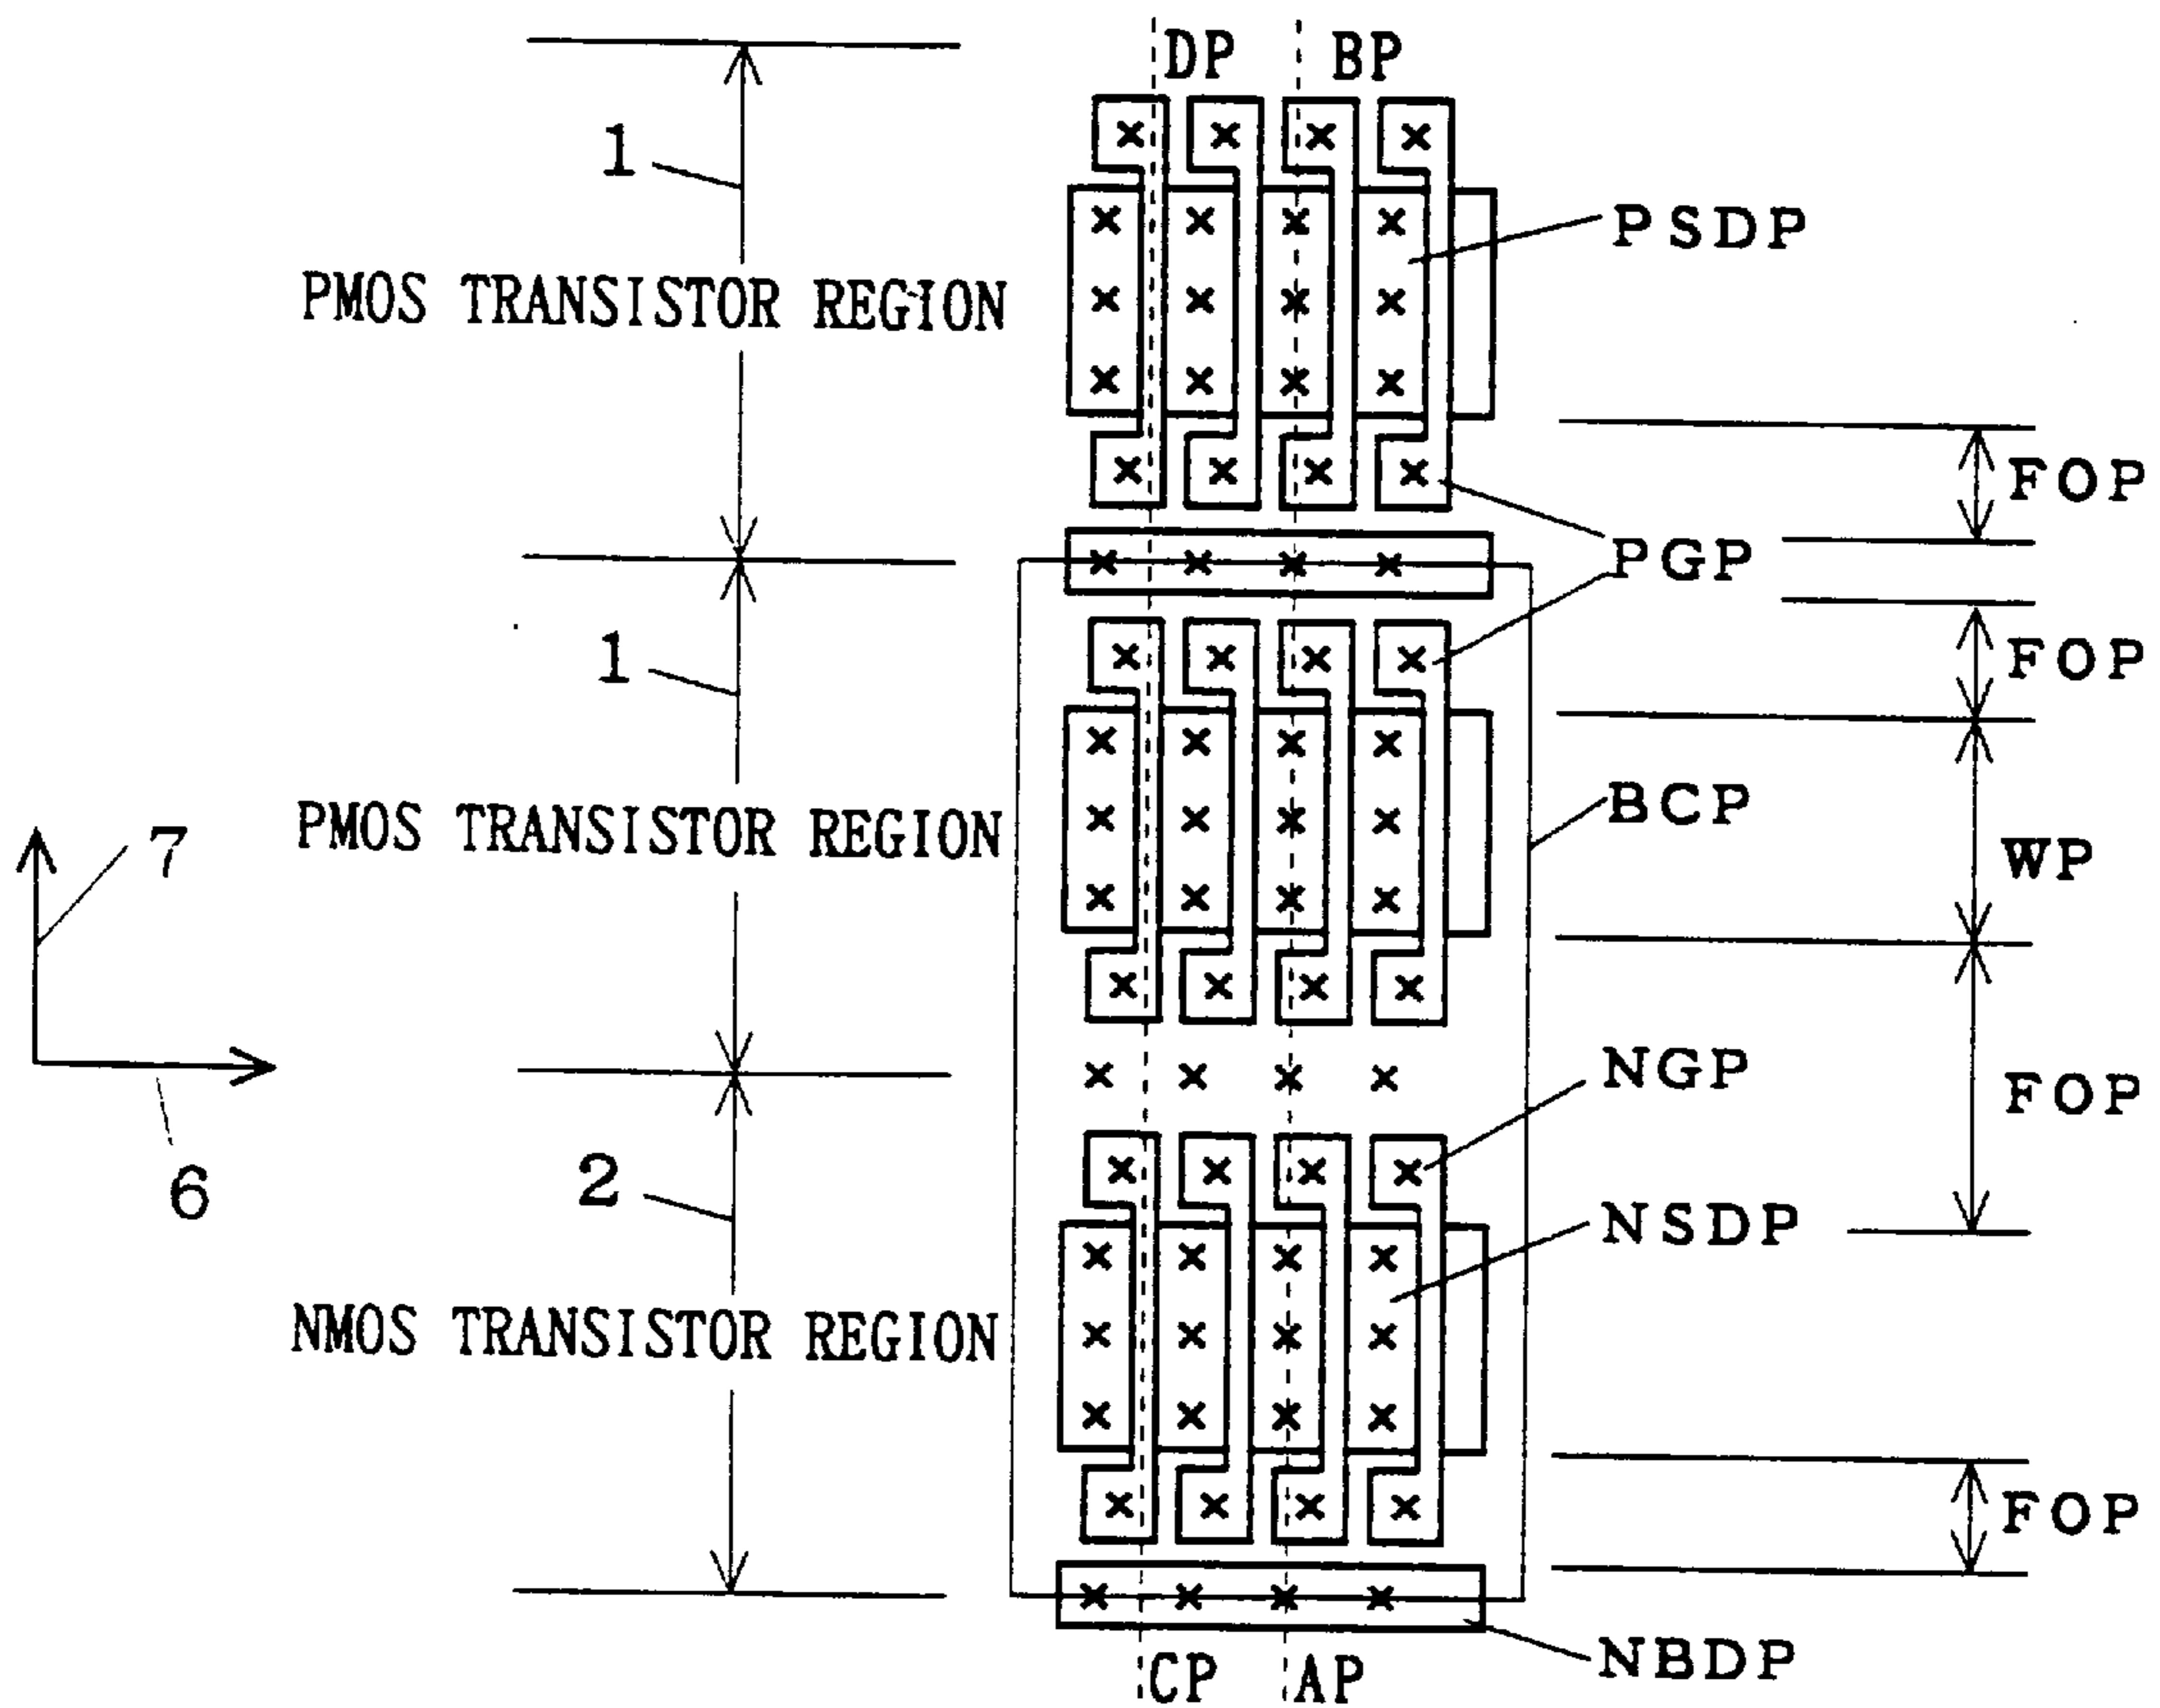 DP
BP
1
PMOS TRANSISTOR REGION
PSDP
FOP
PGP
1
FOP
PMOS TRANSISTOR REGION
BCP
WP
7
6
NGP
FOP
2
NSDP
NMOS TRANSISTOR REGION
FOP
NBDP
CP
AP